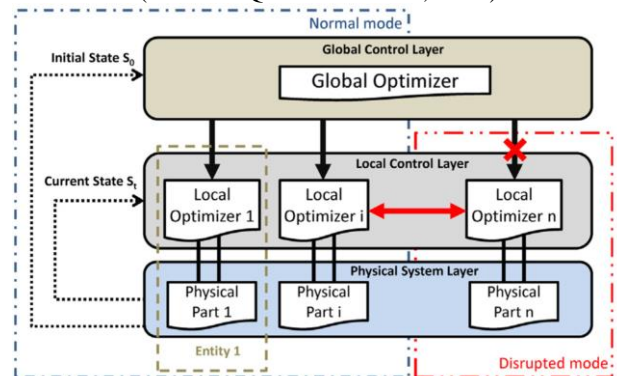 Normal mode
Global Control Layer
Initial State S0
Global Optimizer
Local Control Layer
Current State St
Local
Optimizer 1
Local
Optimizer i
Local
Optimizer n
Physical System Layer
Physical
Part 1
Physical
Part i
Physical
Part n
Entity 1
Disrupted mode